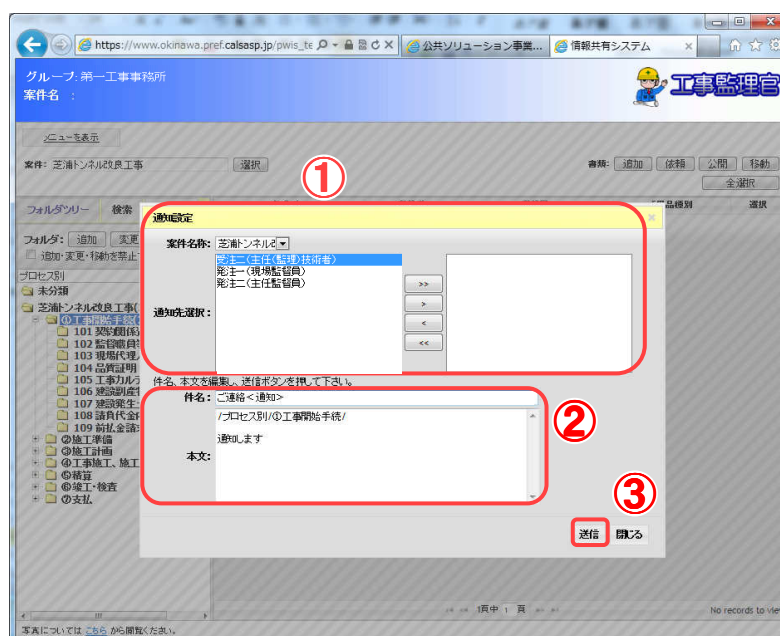 https://www.okinawa.pref.calsasp.jp/pwis_te
公共ソリューション事業...
情報共有システム
グループ: 第一工事事務所
案件名 :
工事監理官
メニューを表示
案件: 芝浦トンネル改良工事
選択
書類: 追加 依頼 公開 移動
全選択
フォルダツリー 検索
品種別 選択
①
通知設定
フォルダ: 追加 変更
追加・変更・移動を禁止
案件名称: 芝浦トンネル
プロセス別
未分類
芝浦トンネル改良工事(
①工事開始手続(
101 契約関係
102 監督職員
103 現場代理
104 品質証明
105 工事カル
106 建設副産
107 建設発生
108 請負代金
109 前払金請
②施工準備
③施工計画
④工事施工、施工
⑤精算
⑥竣工・検査
⑦支払
通知先選択:
受注二(主任(監理)技術者)
発注一(現場監督員)
発注二(主任監督員)
>>
>
<
<<
件名、本文を編集し、送信ボタンを押して下さい。
件名: ご連絡<通知>
②
本文:
/プロセス別/①工事開始手続/
通知します
③
送信 閉じる
1頁中 1 頁
No records to vie
写真については こちら から閲覧ください。